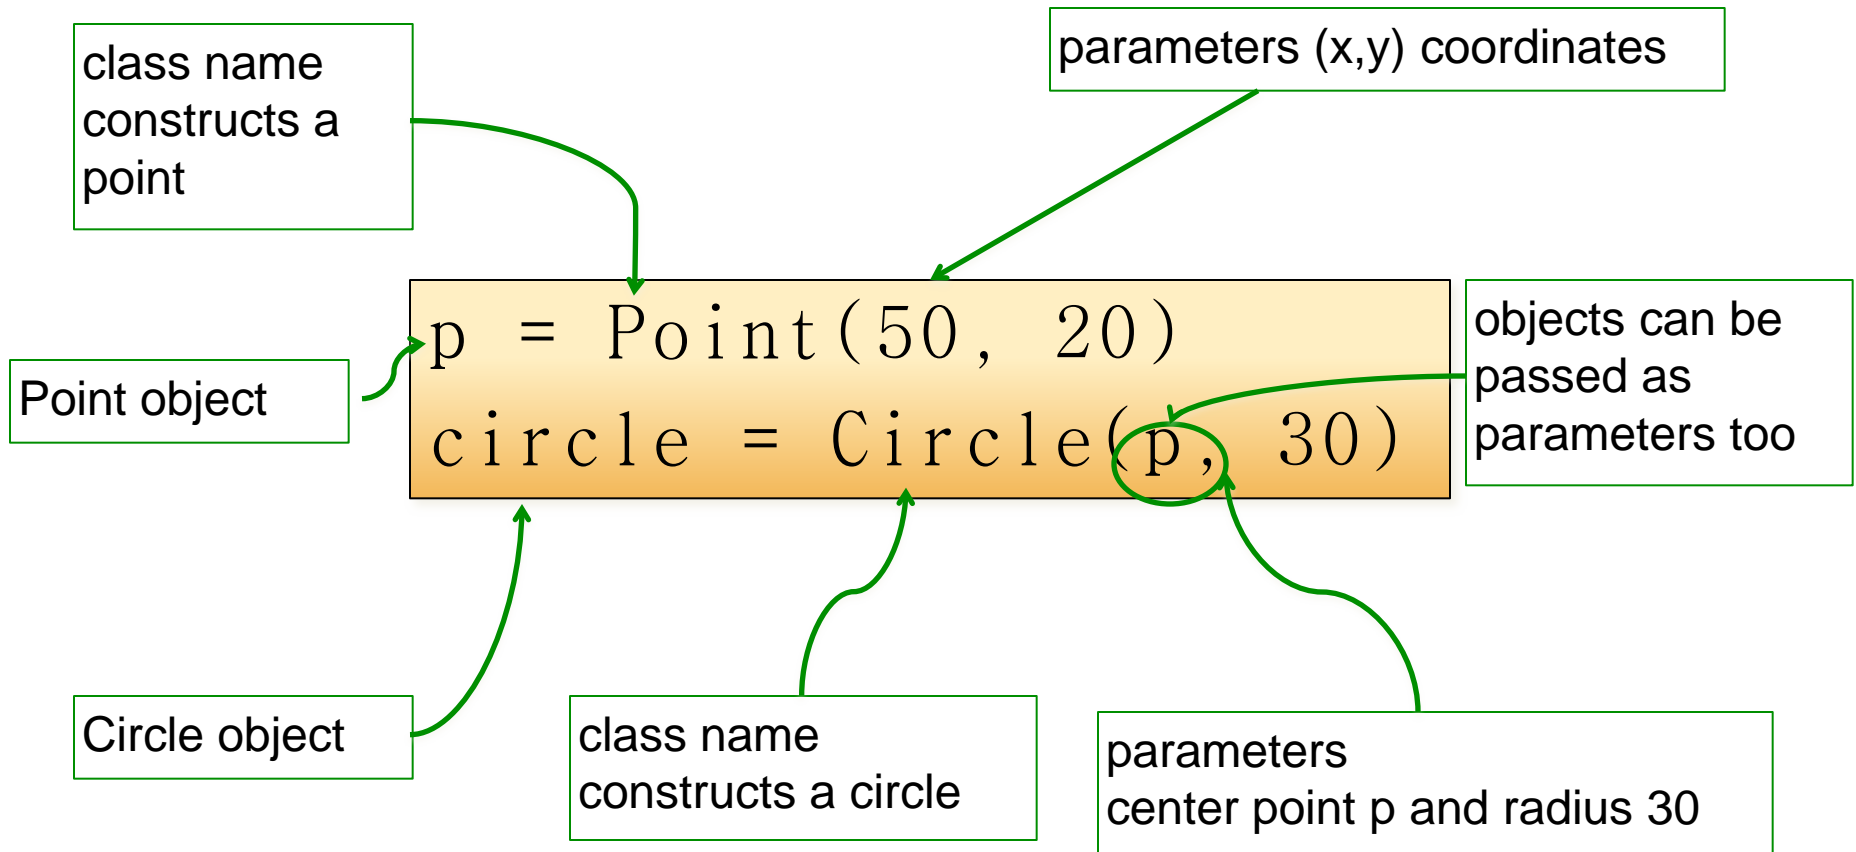 class name
constructs a
point
parameters (x,y) coordinates
p = Point(50, 20)
circle = Circle(p, 30)
Point object
objects can be
passed as
parameters too
Circle object
class name
constructs a circle
parameters
center point p and radius 30